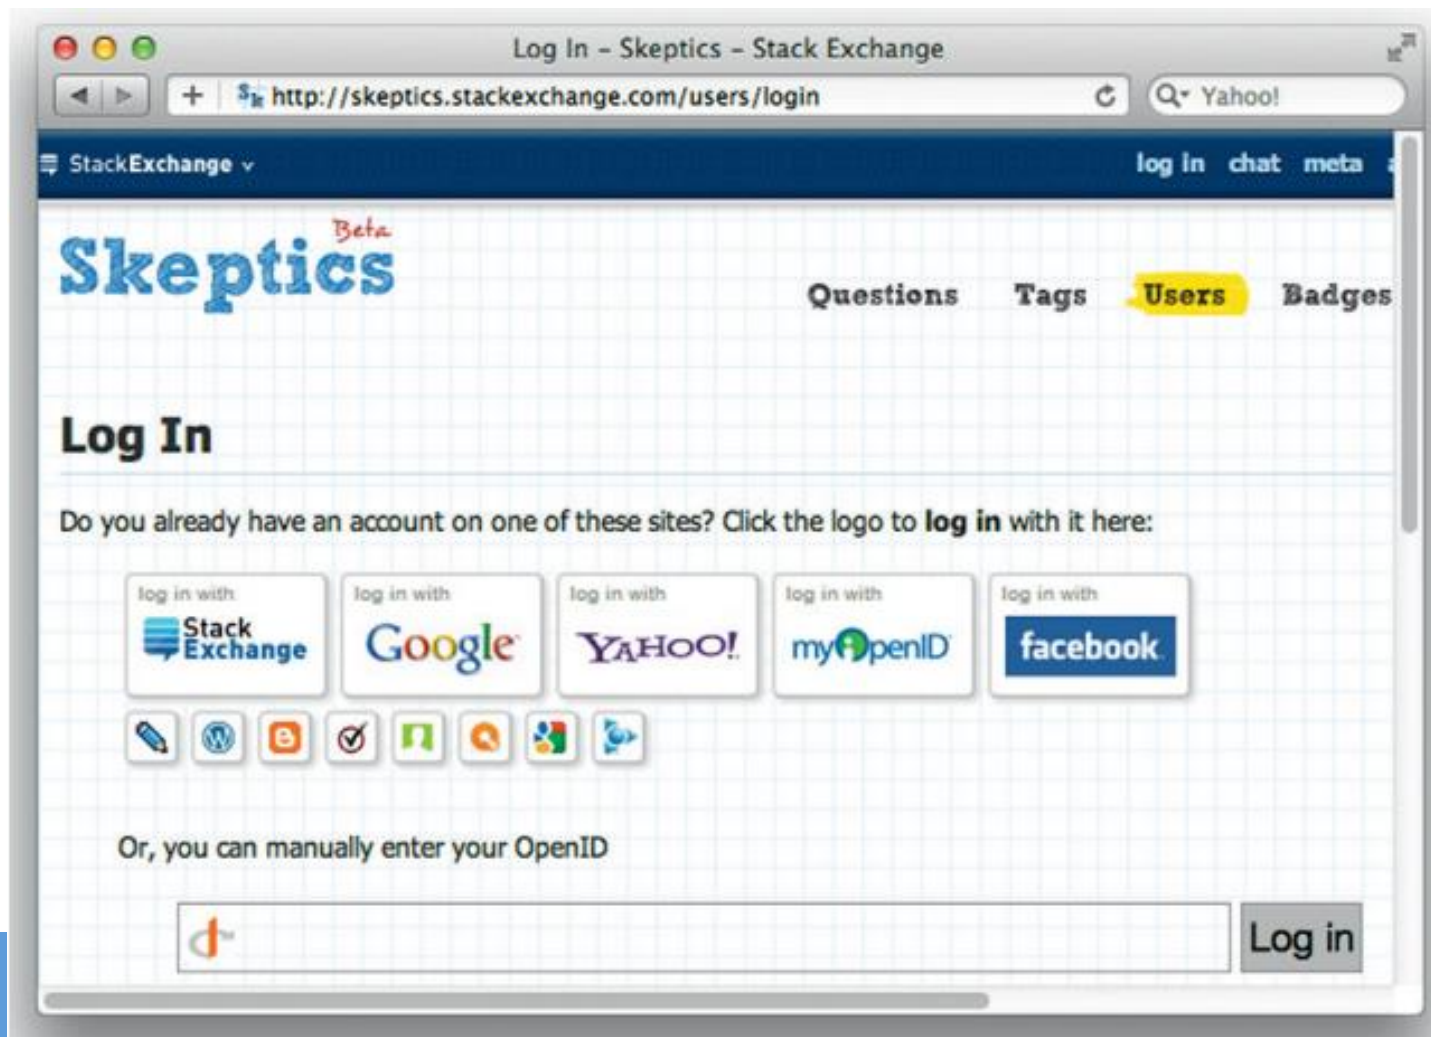 Log In – Skeptics – Stack Exchange
http://skeptics.stackexchange.com/users/login
Yahoo!
StackExchange
log in chat meta a
Beta
Skeptics
Questions Tags Users Badges
Log In
Do you already have an account on one of these sites? Click the logo to log in with it here:
log in with log in with log in with log in with log in with
Stack Exchange Google YAHOO! myOpenID facebook
Or, you can manually enter your OpenID
Log in